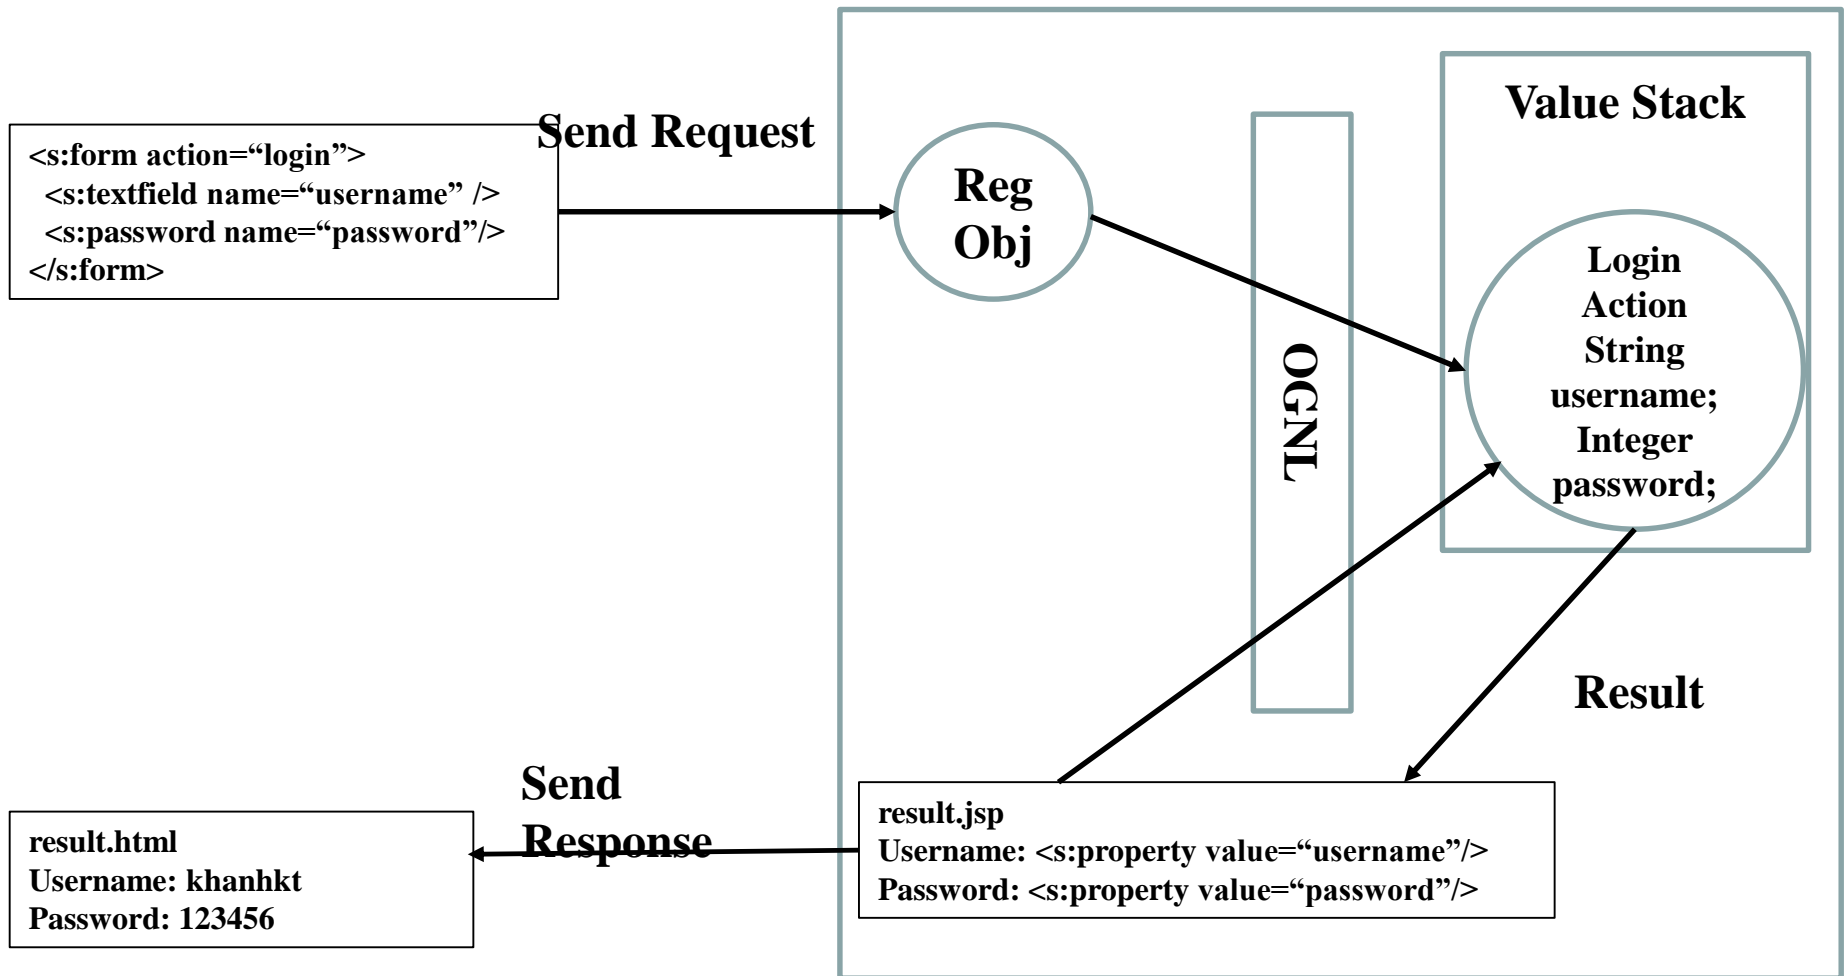 <s:form action=“login”>
<s:textfield name=“username” />
<s:password name=“password”/>
</s:form>
Send Request
Reg
Obj
OGNL
Value Stack
Login
Action
String
username;
Integer
password;
Result
result.jsp
Username: <s:property value=“username”/>
Password: <s:property value=“password”/>
Send
Response
result.html
Username: khanhkt
Password: 123456